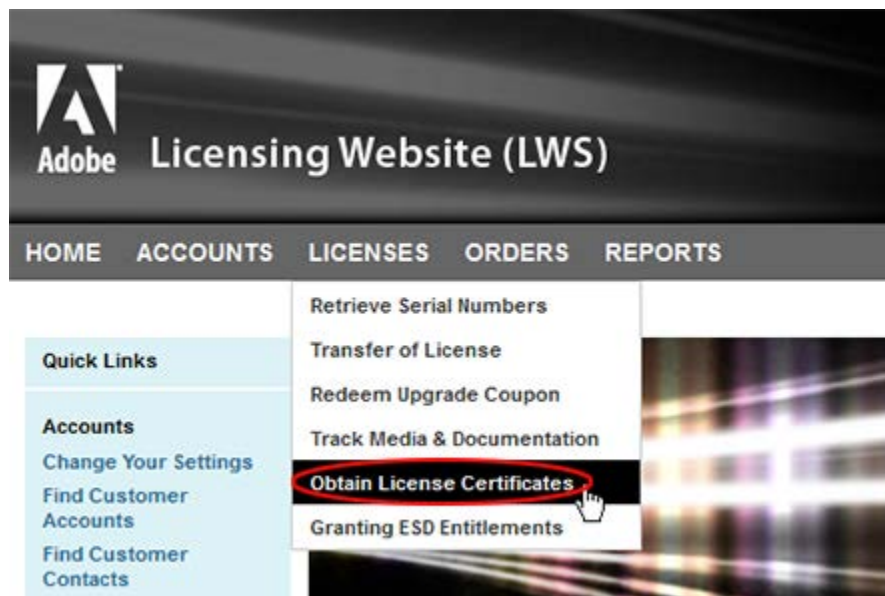 Adobe
Licensing Website (LWS)
HOME ACCOUNTS LICENSES ORDERS REPORTS
Retrieve Serial Numbers
Transfer of License
Redeem Upgrade Coupon
Track Media & Documentation
Obtain License Certificates
Granting ESD Entitlements
Quick Links
Accounts
Change Your Settings
Find Customer
Accounts
Find Customer
Contacts